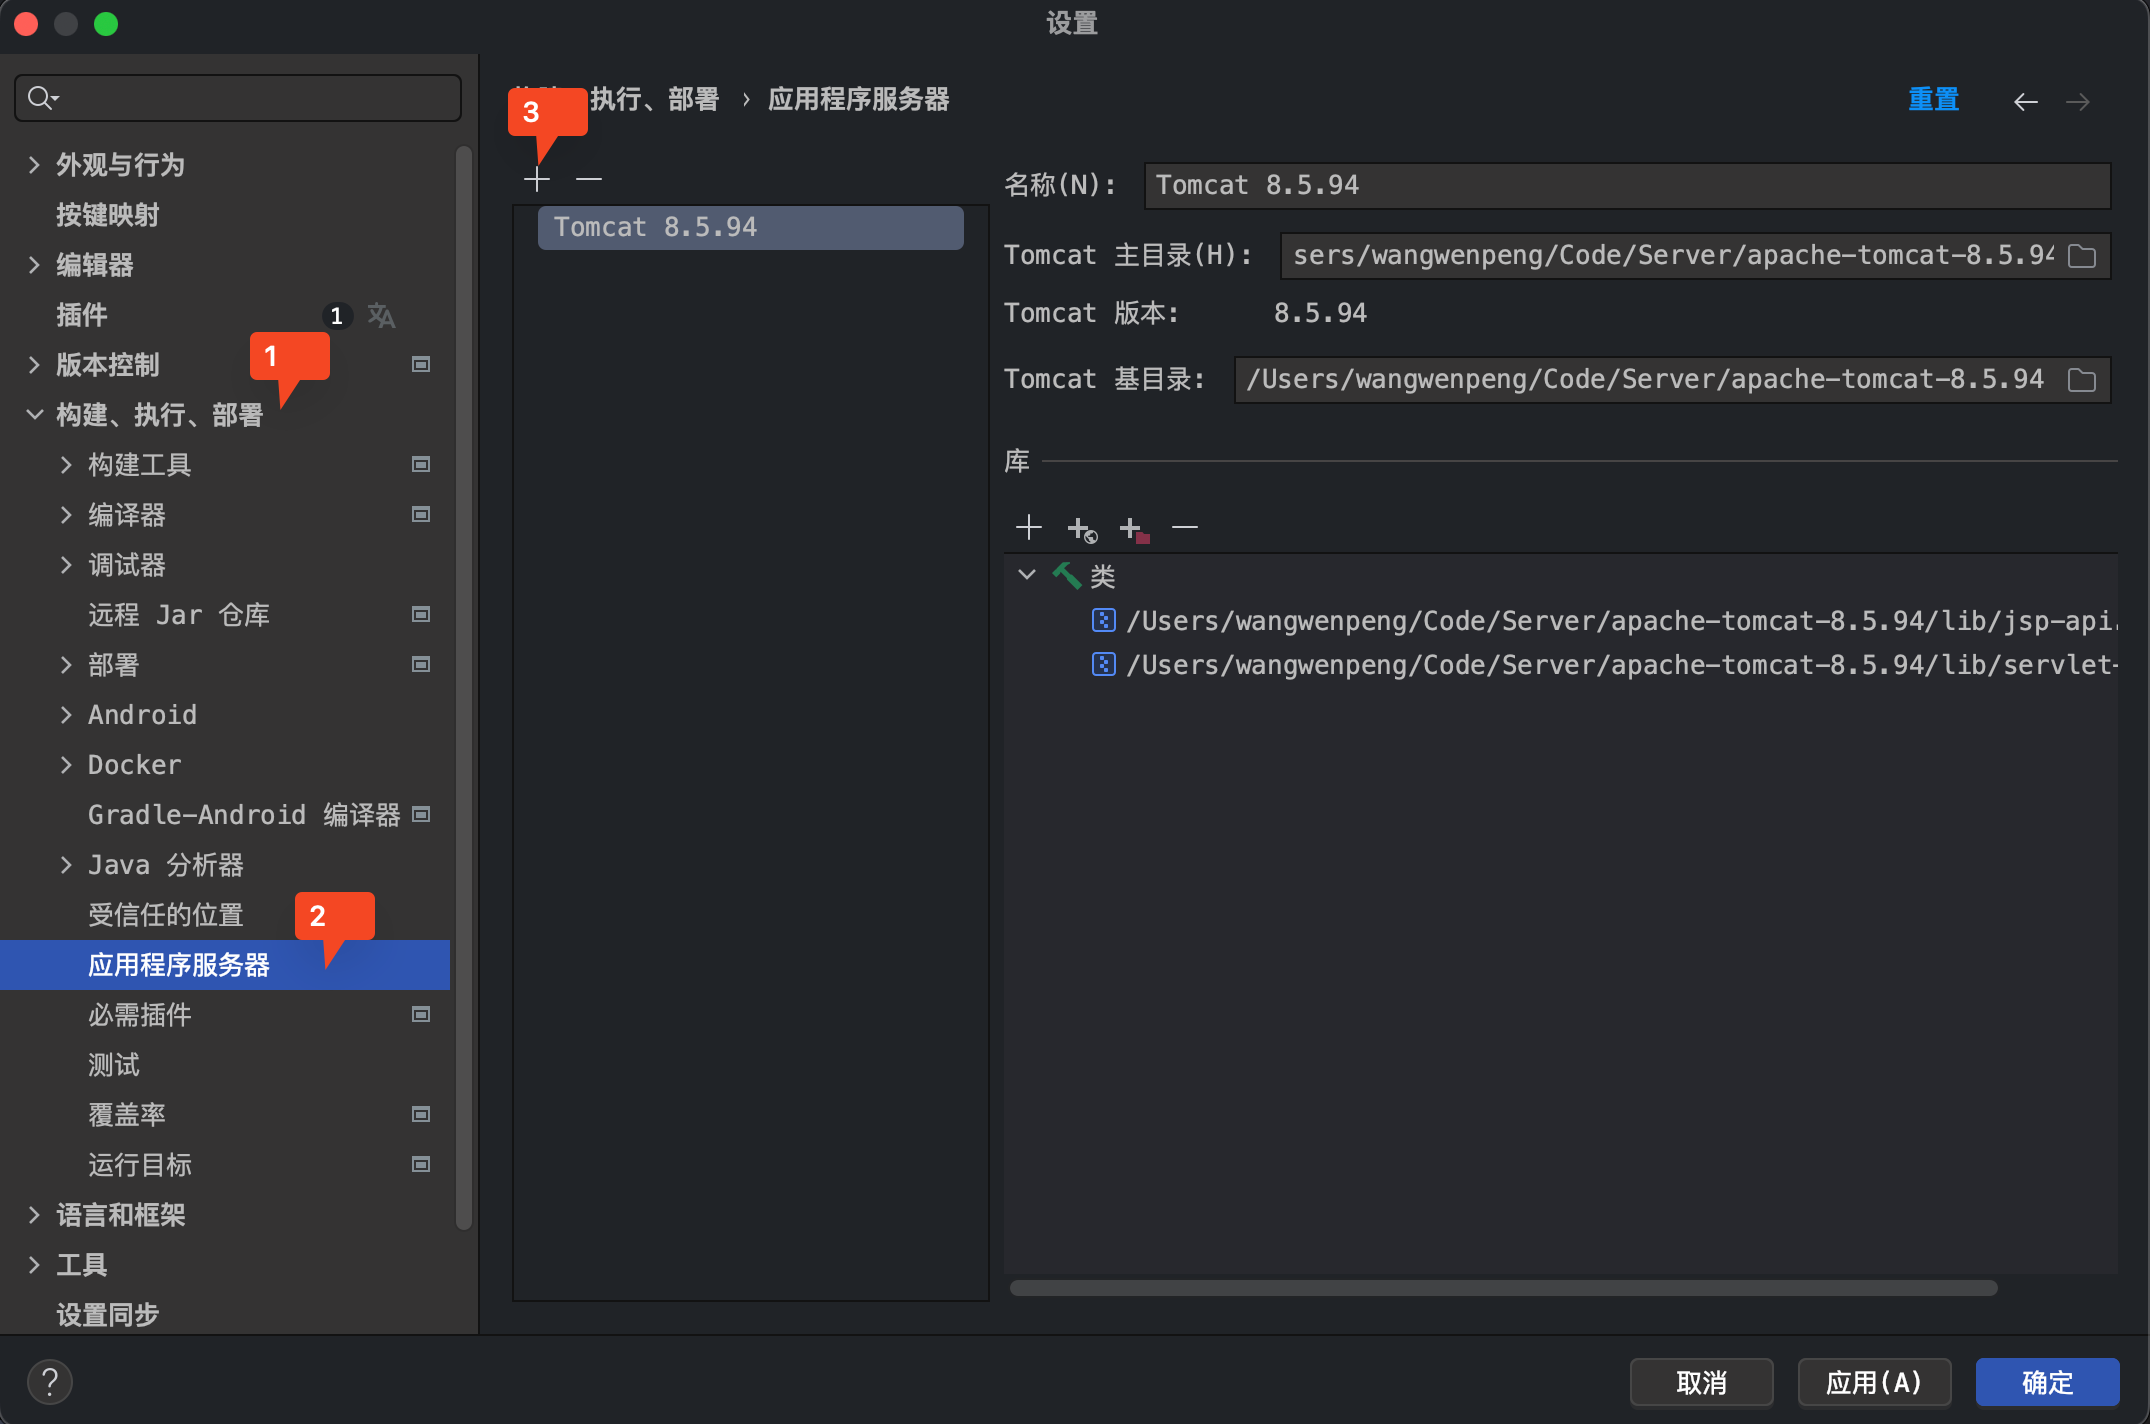 设置
外观与行为
按键映射
编辑器
插件 1
1
版本控制
构建、执行、部署
构建工具
编译器
调试器
远程 Jar 仓库
部署
Android
Docker
Gradle-Android 编译器
Java 分析器
受信任的位置
2
应用程序服务器
必需插件
测试
覆盖率
运行目标
语言和框架
工具
设置同步
3
执行、部署 › 应用程序服务器
重置
Tomcat 8.5.94
名称(N): Tomcat 8.5.94
Tomcat 主目录(H): sers/wangwenpeng/Code/Server/apache-tomcat-8.5.94
Tomcat 版本: 8.5.94
Tomcat 基目录: /Users/wangwenpeng/Code/Server/apache-tomcat-8.5.94
库
类
/Users/wangwenpeng/Code/Server/apache-tomcat-8.5.94/lib/jsp-api.
/Users/wangwenpeng/Code/Server/apache-tomcat-8.5.94/lib/servlet-
?
取消
应用(A)
确定